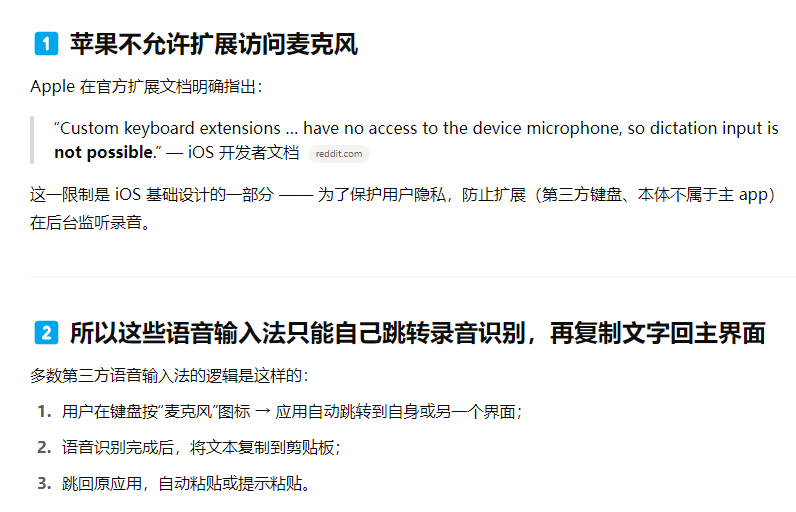 1 苹果不允许扩展访问麦克风
Apple 在官方扩展文档明确指出：
“Custom keyboard extensions … have no access to the device microphone, so dictation input is
not possible.” — iOS 开发者文档 reddit.com
这一限制是 iOS 基础设计的一部分 —— 为了保护用户隐私，防止扩展（第三方键盘、本体不属于主 app）
在后台监听录音。
2 所以这些语音输入法只能自己跳转录音识别，再复制文字回主界面
多数第三方语音输入法的逻辑是这样的：
1. 用户在键盘按“麦克风”图标 → 应用自动跳转到自身或另一个界面；
2. 语音识别完成后，将文本复制到剪贴板；
3. 跳回原应用，自动粘贴或提示粘贴。